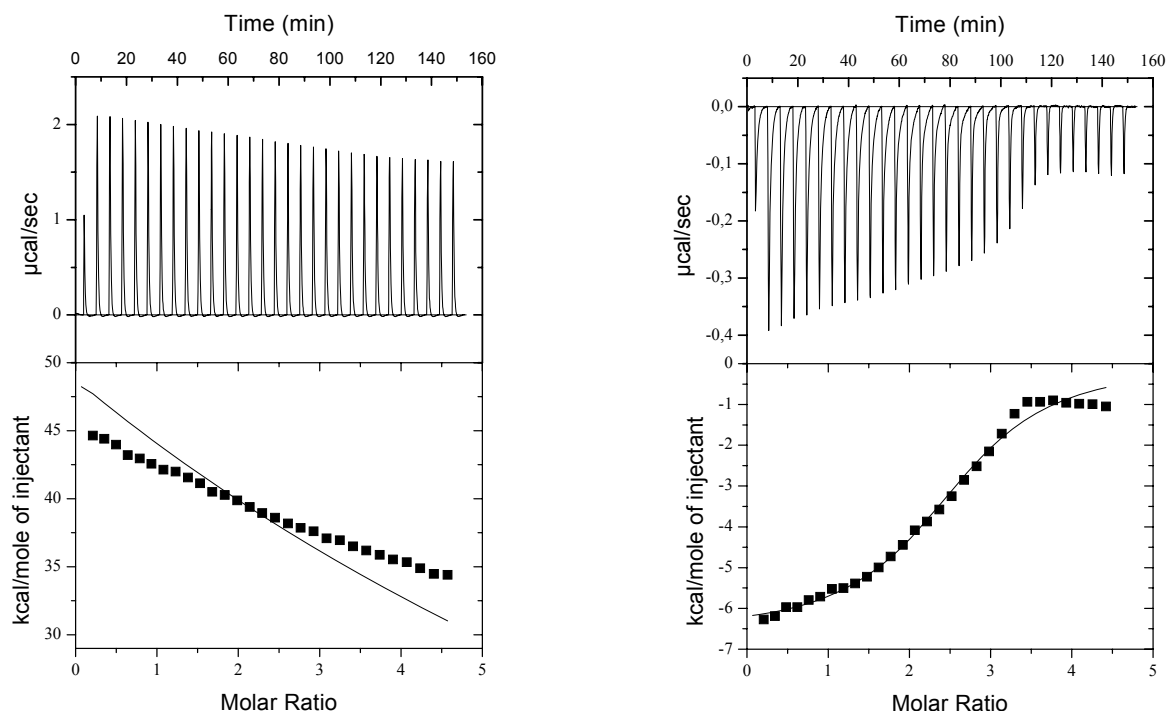 Time (min)
0 20 40 60 80 100 120 140 160
2
1
0
µcal/sec
50
45
40
35
30
kcal/mole of injectant
0 1 2 3 4 5
Molar Ratio
Time (min)
0 20 40 60 80 100 120 140 160
0,0
-0,1
-0,2
-0,3
-0,4
µcal/sec
0
-1
-2
-3
-4
-5
-6
-7
kcal/mole of injectant
0 1 2 3 4 5
Molar Ratio